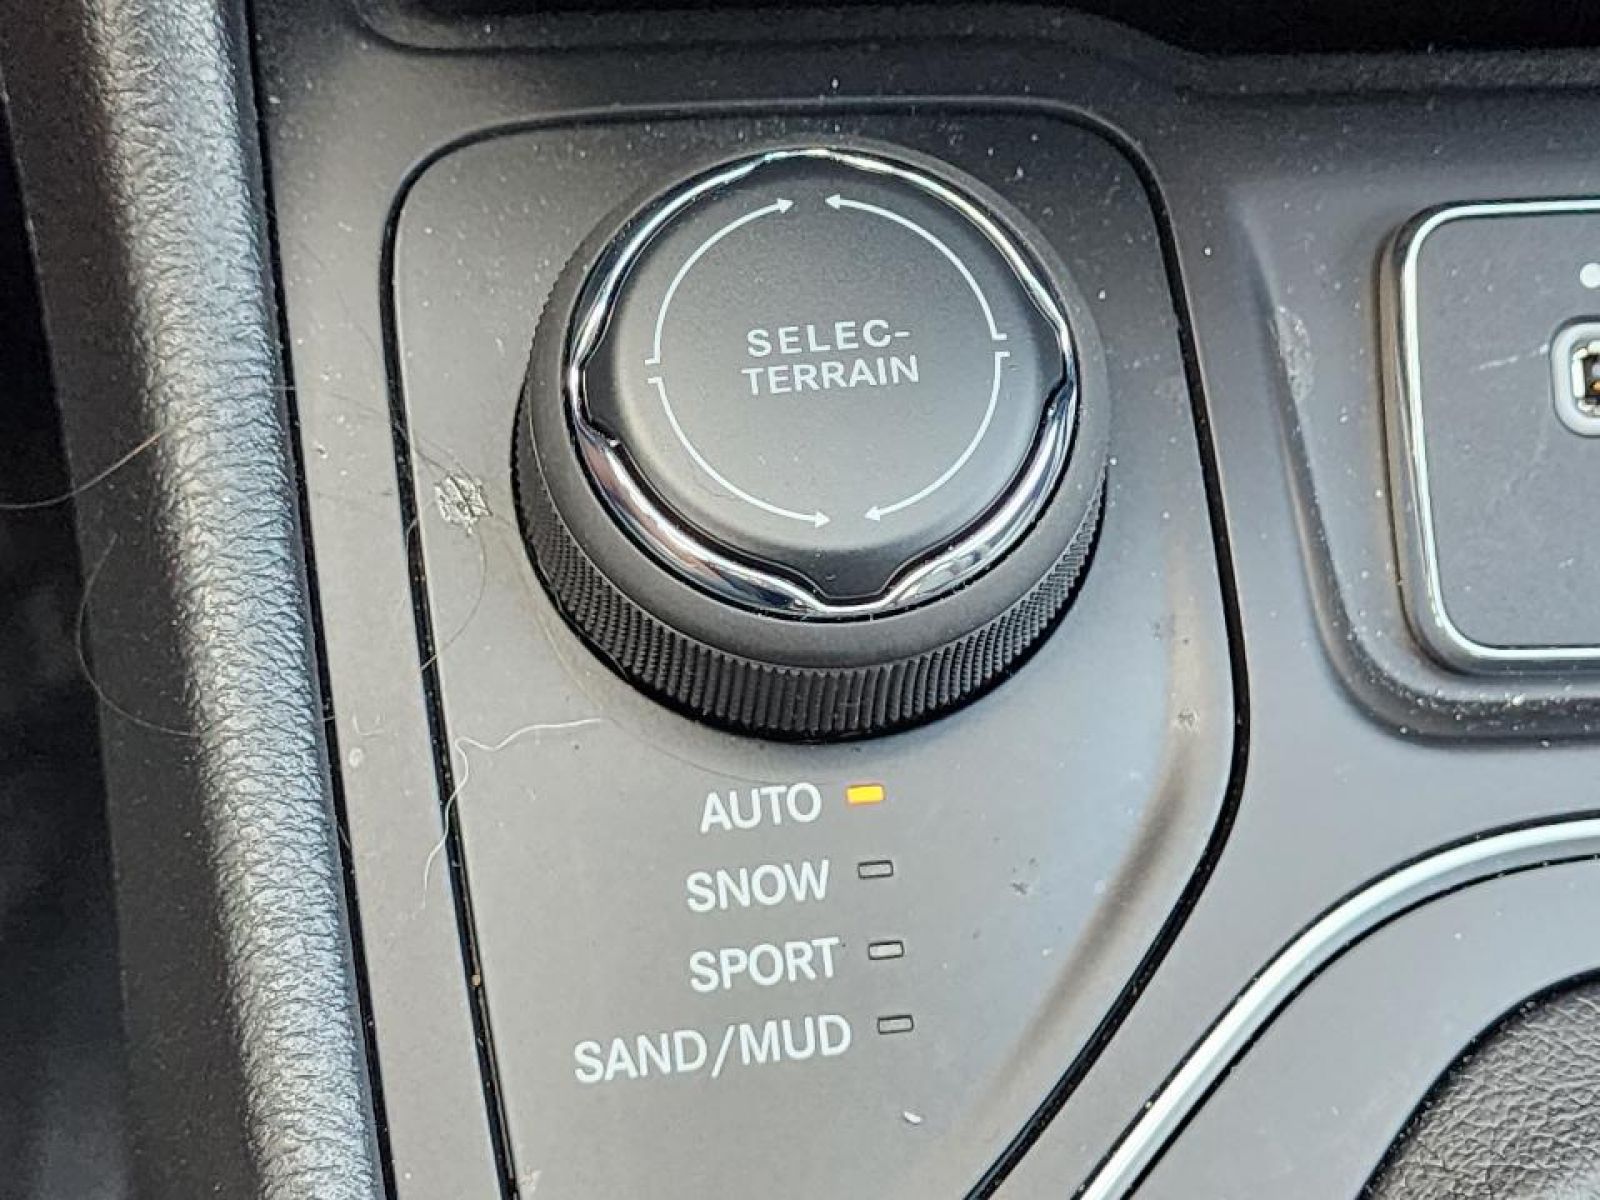 SELEC-
TERRAIN
AUTO
SNOW
SPORT
SAND/MUD